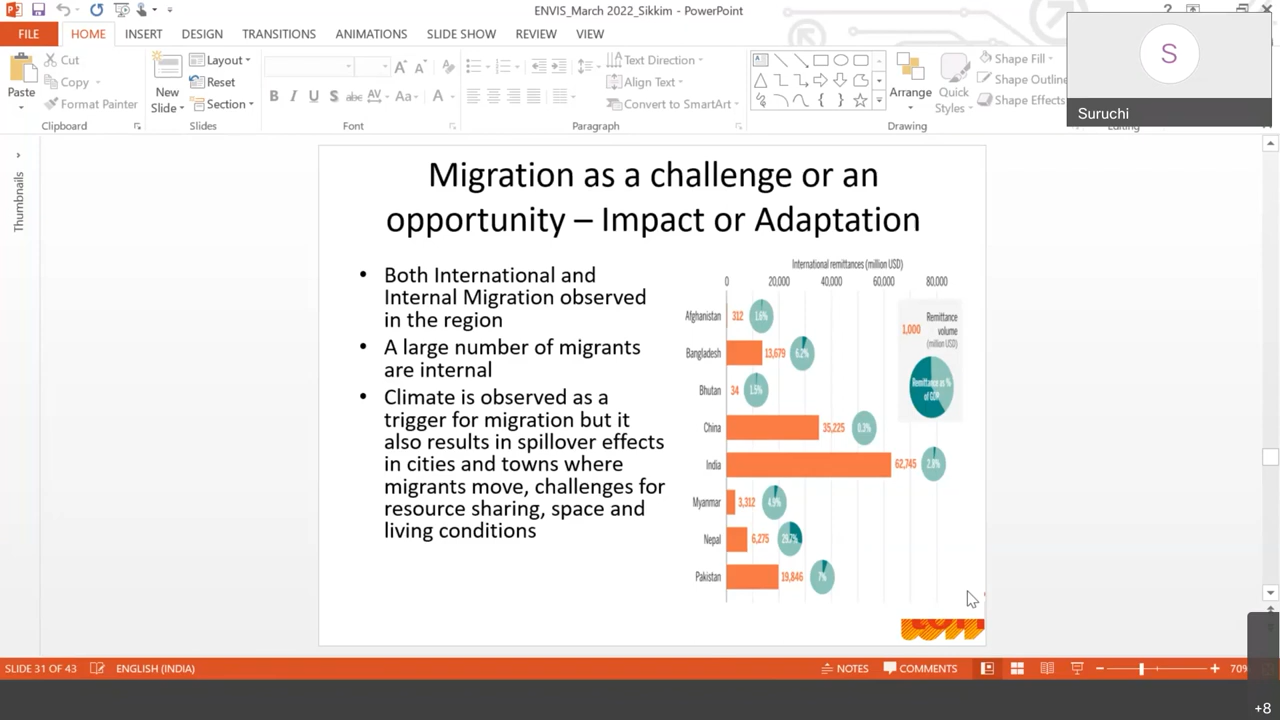 ENVIS_March 2022_Sikkim - PowerPoint
FILE
HOME
INSERT
DESIGN
TRANSITIONS
ANIMATIONS
SLIDE SHOW
REVIEW
VIEW
Paste
Cut
Copy
Format Painter
Clipboard
New
Slide
Layout
Reset
Section
Slides
B I U S abc AV Aa A
Font
Text Direction
Align Text
Convert to SmartArt
Paragraph
Arrange
Quick
Styles
Shape Fill
Shape Outline
Shape Effects
Drawing
S
Suruchi
Thumbnails
Migration as a challenge or an
opportunity – Impact or Adaptation
• Both International and
Internal Migration observed
in the region
• A large number of migrants
are internal
• Climate is observed as a
trigger for migration but it
also results in spillover effects
in cities and towns where
migrants move, challenges for
resource sharing, space and
living conditions
International remittances (million USD)
0 20,000 40,000 60,000 80,000
Afghanistan 312 1.6%
Bangladesh 13,679 6.2%
Bhutan 34 1.5%
China 35,225 0.3%
India 62,745 2.8%
Myanmar 3,312 4.9%
Nepal 6,275
Pakistan 19,846 7%
1,000
Remittance
volume
(million USD)
Remittance as %
of GDP
SLIDE 31 OF 43
ENGLISH (INDIA)
NOTES
COMMENTS
70%
+8